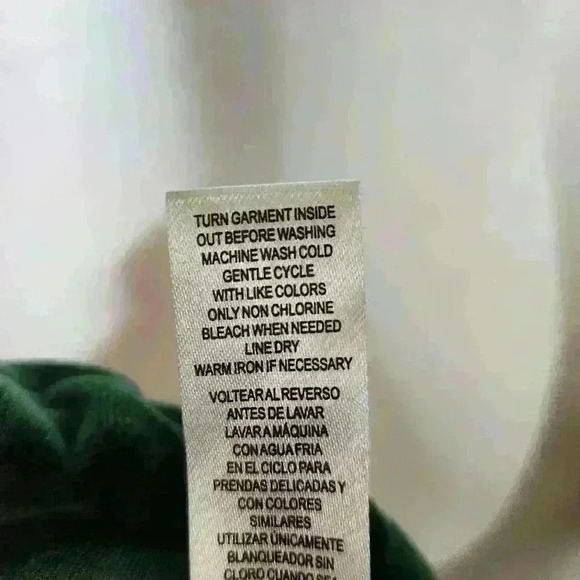 TURN GARMENT INSIDE
OUT BEFORE WASHING
MACHINE WASH COLD
GENTLE CYCLE
WITH LIKE COLORS
ONLY NON CHLORINE
BLEACH WHEN NEEDED
LINE DRY
WARM IRON IF NECESSARY
VOLTEAR AL REVERSO
ANTES DE LAVAR
LAVAR A MÁQUINA
CON AGUA FRIA
EN EL CICLO PARA
PRENDAS DELICADAS Y
CON COLORES
SIMILARES
UTILIZAR ÚNICAMENTE
BLANQUEADOR SIN
CLORO CUANDO